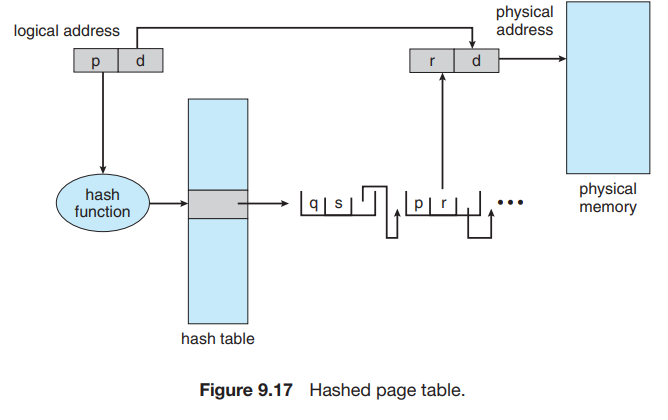 logical address
physical
address
p d
r d
hash
function
q s
p r
•••
physical
memory
hash table
Figure 9.17 Hashed page table.